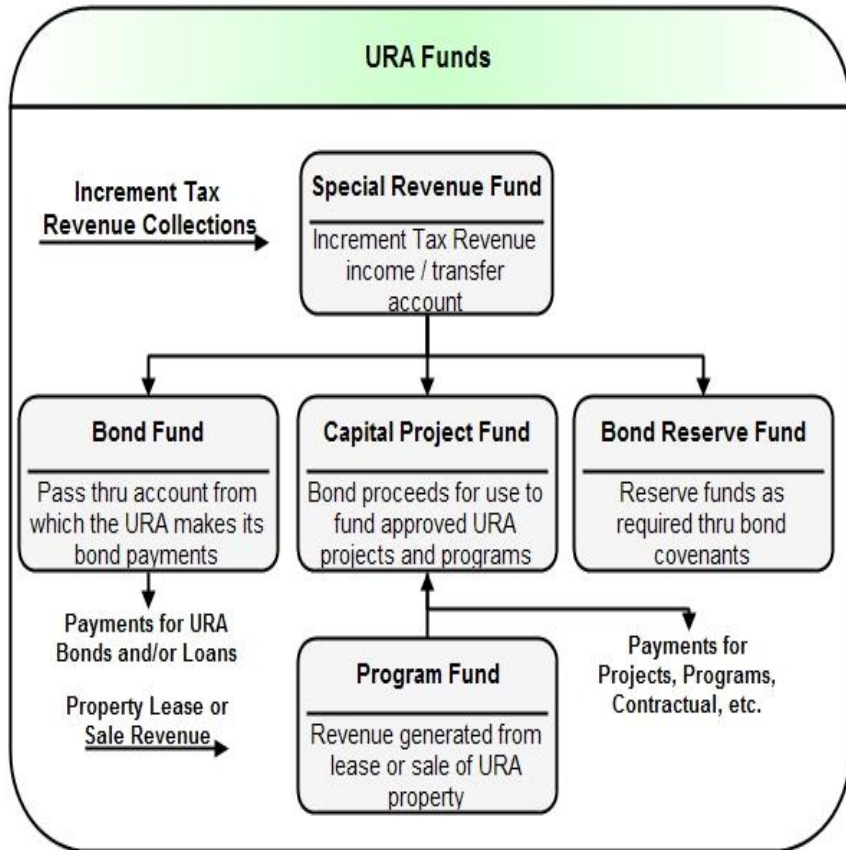 URA Funds
Increment Tax
Revenue Collections
Special Revenue Fund
Increment Tax Revenue
income / transfer
account
Bond Fund
Pass thru account from
which the URA makes its
bond payments
Capital Project Fund
Bond proceeds for use to
fund approved URA
projects and programs
Bond Reserve Fund
Reserve funds as
required thru bond
covenants
Payments for URA
Bonds and/or Loans
Property Lease or
Sale Revenue
Program Fund
Revenue generated from
lease or sale of URA
property
Payments for
Projects, Programs,
Contractual, etc.